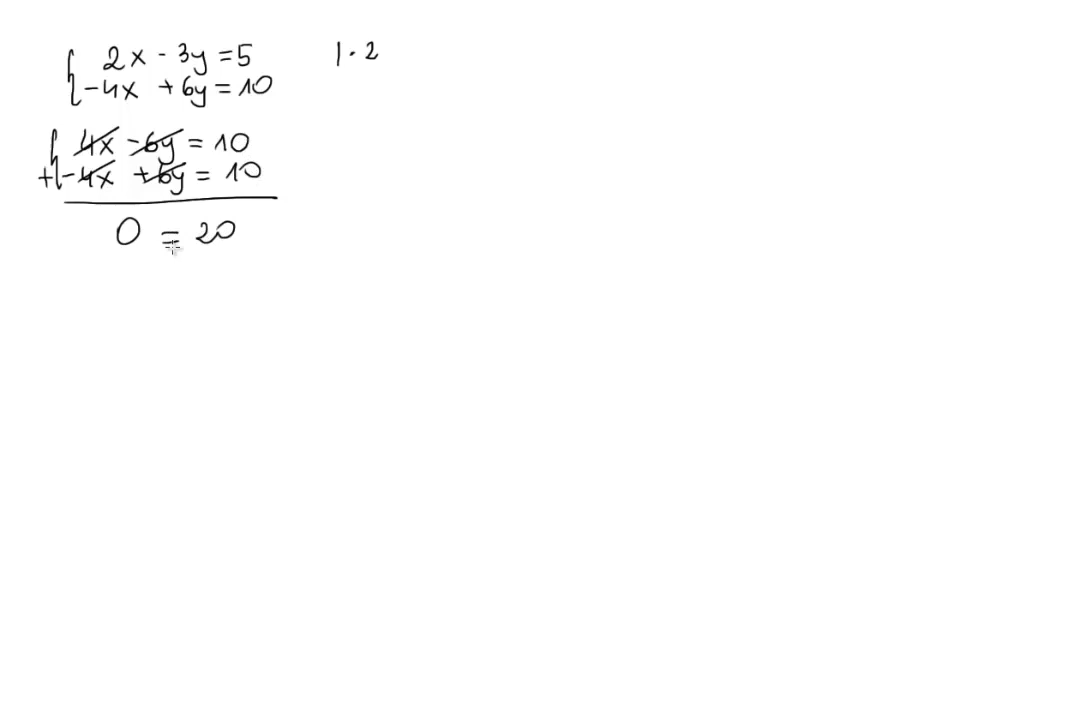 2x - 3y = 5 | · 2
-4x + 6y = 10
4x - 6y = 10
+ -4x + 6y = 10
0 = 20